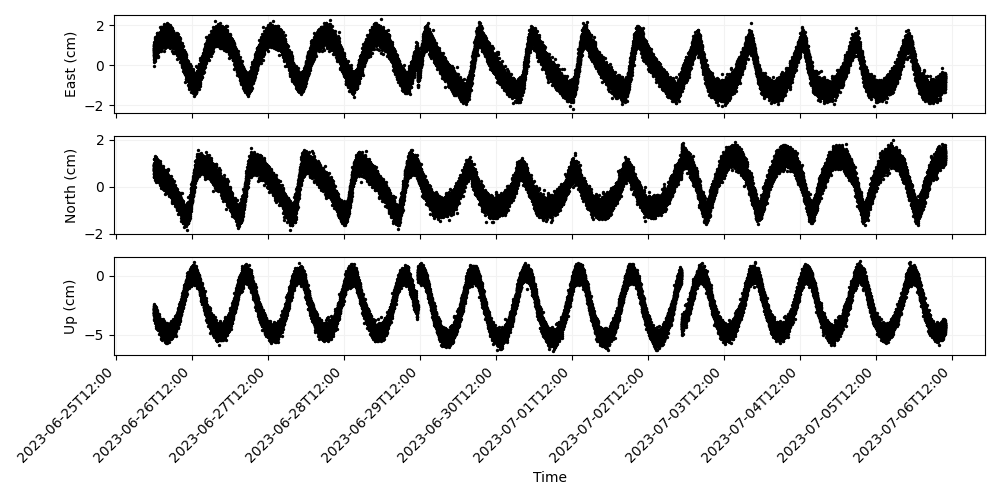 East (cm)
2
0
−2
North (cm)
2
0
−2
Up (cm)
0
−5
2023-06-25T12:00
2023-06-26T12:00
2023-06-27T12:00
2023-06-28T12:00
2023-06-29T12:00
2023-06-30T12:00
2023-07-01T12:00
2023-07-02T12:00
2023-07-03T12:00
2023-07-04T12:00
2023-07-05T12:00
2023-07-06T12:00
Time